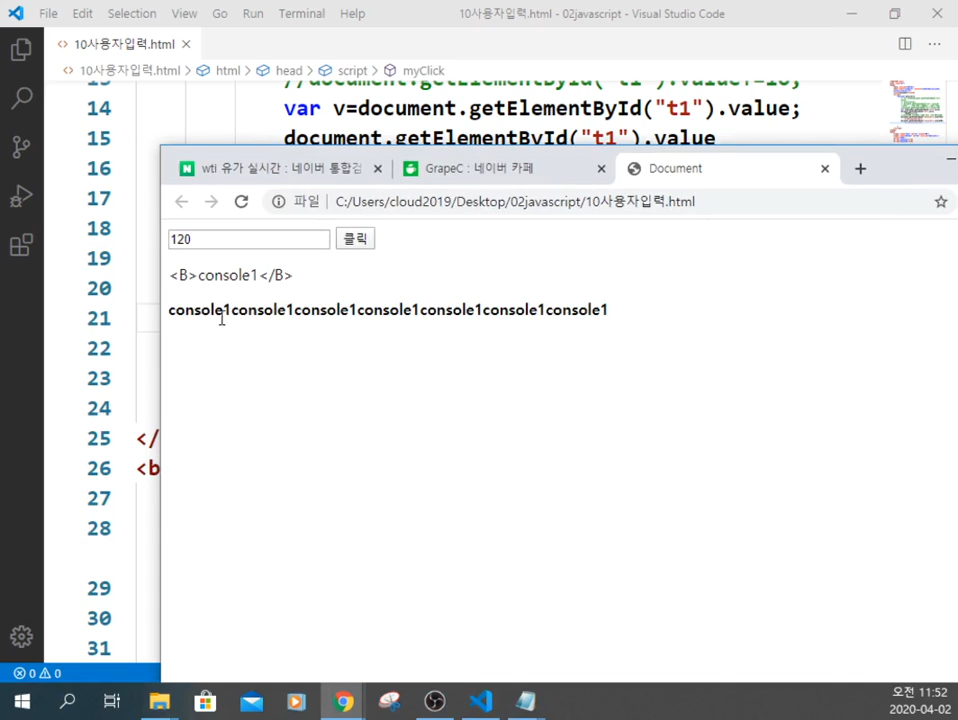 File Edit Selection View Go Run Terminal Help 10사용자입력.html - 02javascript - Visual Studio Code
<> 10사용자입력.html ×
<> 10사용자입력.html > html > head > script > myClick
14 var v=document.getElementById("t1").value;
15 document.getElementById("t1").value
16
wti 유가 실시간 : 네이버 통합검 × GrapeC : 네이버 카페 × Document × +
17
파일 C:/Users/cloud2019/Desktop/02javascript/10사용자입력.html
18
120 클릭
19
<B>console1</B>
20
console1console1console1console1console1console1console1
21
22
23
24
25 </
26 <b
27
28
29
30
31
0 0
오전 11:52
2020-04-02